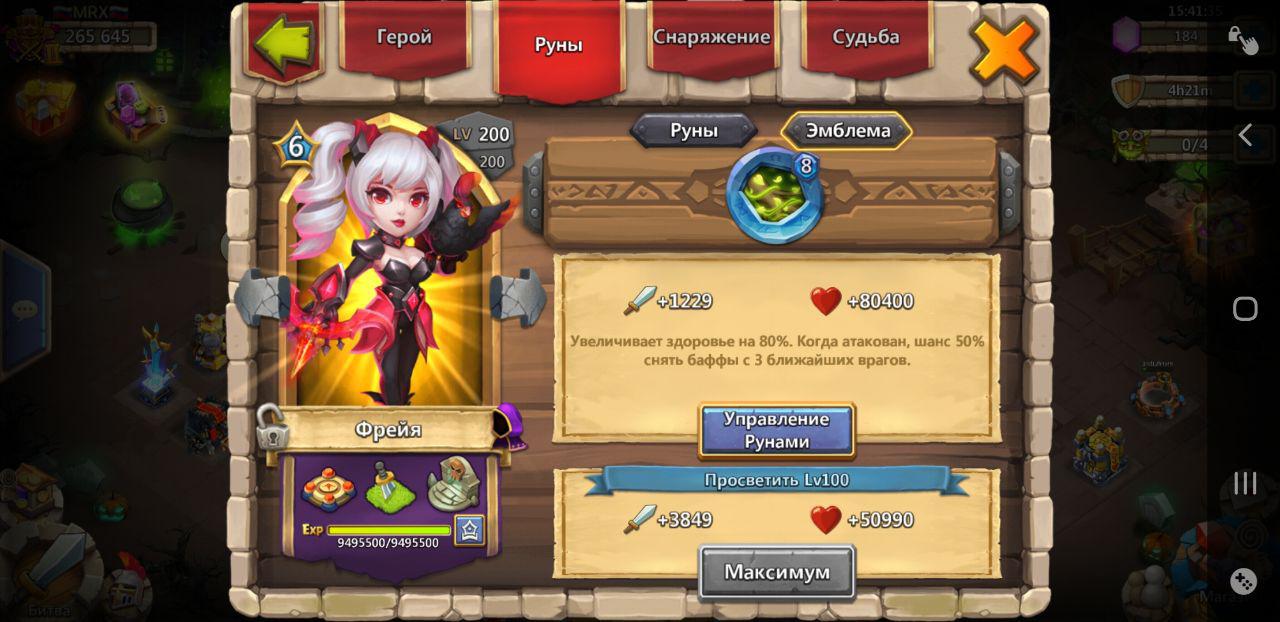 MRX
265 645
Герой
Руны
Снаряжение
Судьба
15:41:35
184
4h21m
0/4
6
LV 200
200
Руны
Эмблема
8
+1229
+80400
Увеличивает здоровье на 80%. Когда атакован, шанс 50%
снять баффы с 3 ближайших врагов.
Управление
Рунами
Фрейя
Просветить Lv100
+3849
+50990
Exp
9495500/9495500
Максимум
Битва